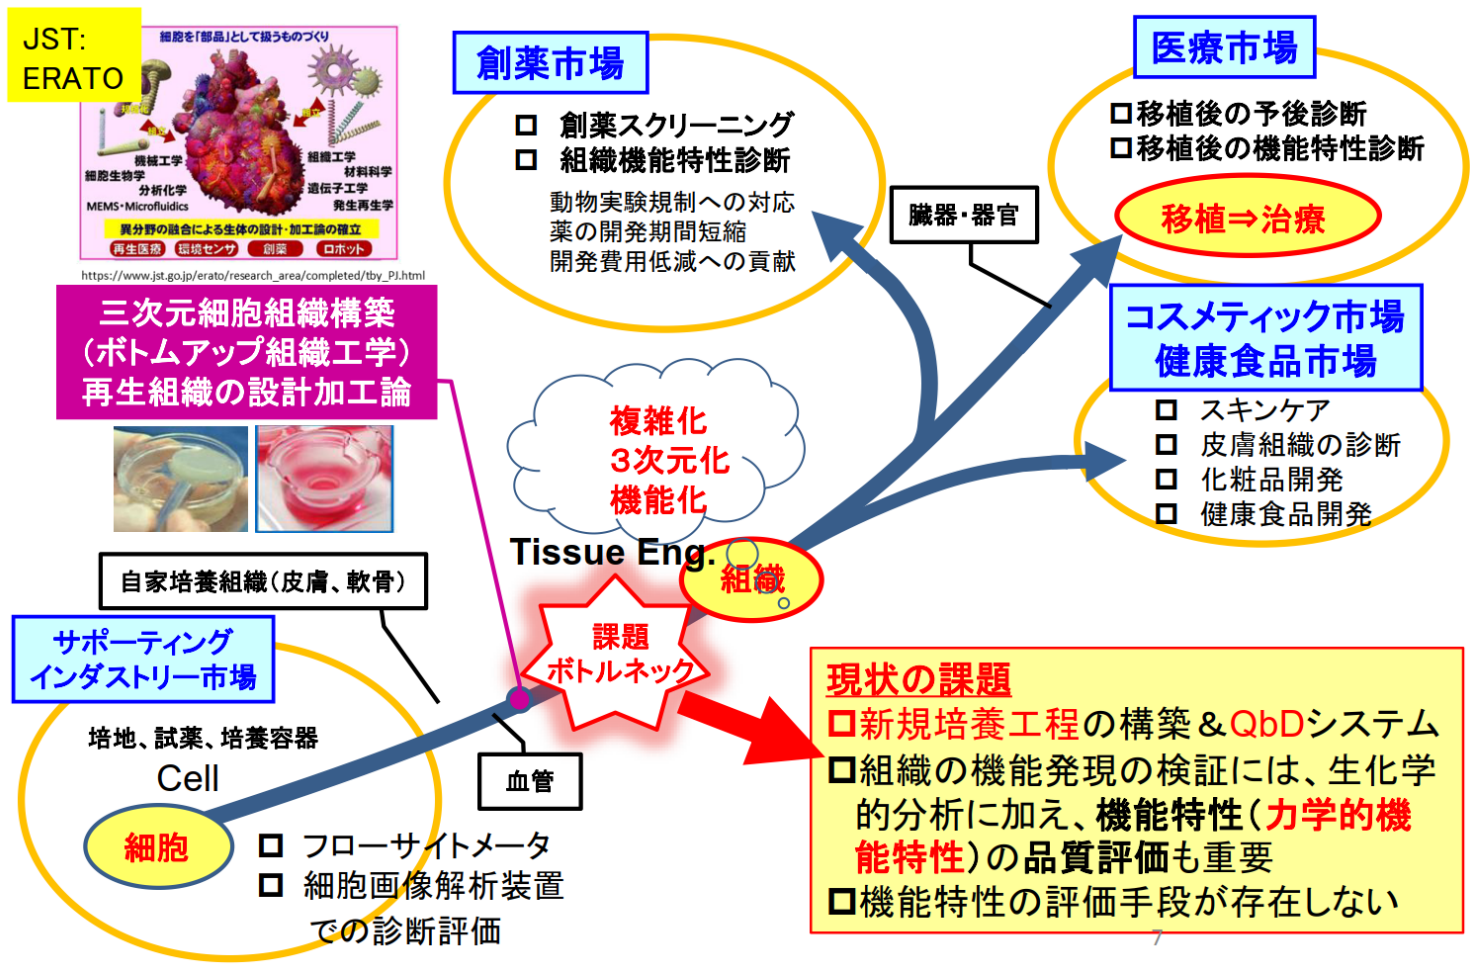 JST:
ERATO
細胞を「部品」として扱うものづくり
機械工学
細胞生物学
分析化学
MEMS・Microfluidics
組織工学
材料科学
遺伝子工学
発生再生学
異分野の融合による生体の設計・加工論の確立
再生医療 環境センサ 創薬 ロボット
https://www.jst.go.jp/erato/research_area/completed/tby_PJ.html
三次元細胞組織構築
（ボトムアップ組織工学）
再生組織の設計加工論
創薬市場
□ 創薬スクリーニング
□ 組織機能特性診断
動物実験規制への対応
薬の開発期間短縮
開発費用低減への貢献
医療市場
□移植後の予後診断
□移植後の機能特性診断
移植⇒治療
臓器・器官
コスメティック市場
健康食品市場
□ スキンケア
□ 皮膚組織の診断
□ 化粧品開発
□ 健康食品開発
複雑化
３次元化
機能化
Tissue Eng.
組織
課題
ボトルネック
自家培養組織（皮膚、軟骨）
サポーティング
インダストリー市場
培地、試薬、培養容器
Cell
細胞
血管
□ フローサイトメータ
□ 細胞画像解析装置
での診断評価
現状の課題
□新規培養工程の構築＆QbDシステム
□組織の機能発現の検証には、生化学
的分析に加え、機能特性（力学的機
能特性）の品質評価も重要
□機能特性の評価手段が存在しない
7